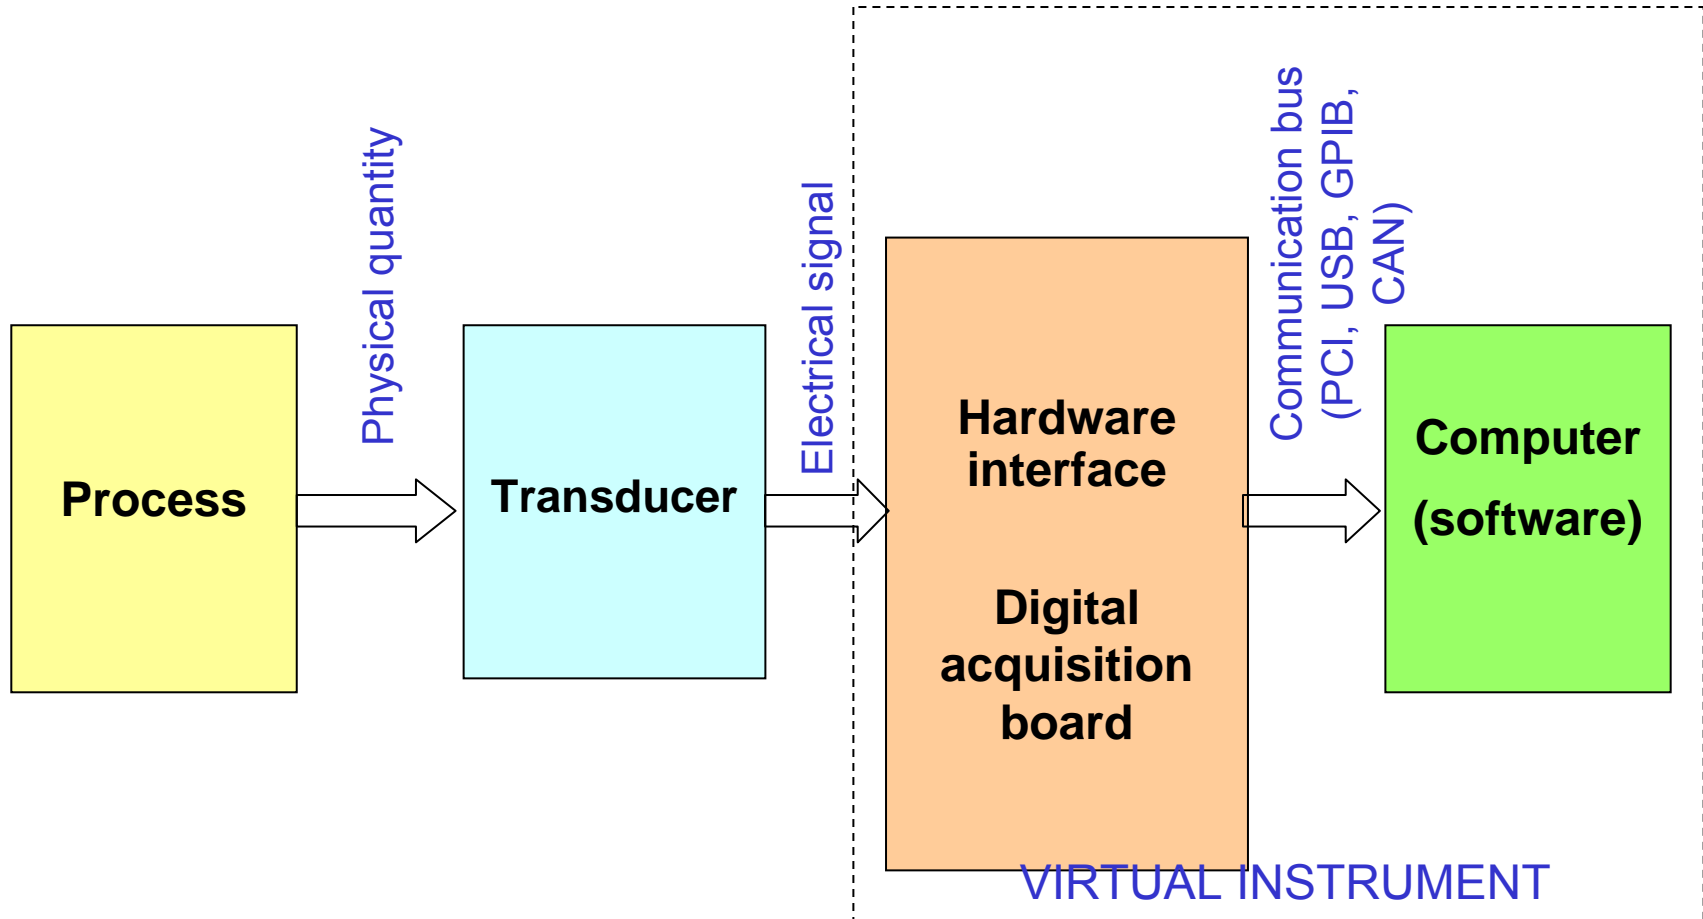 Process
Physical quantity
Transducer
Electrical signal
Hardware
interface
Digital
acquisition
board
Communication bus
(PCI, USB, GPIB,
CAN)
Computer
(software)
VIRTUAL INSTRUMENT